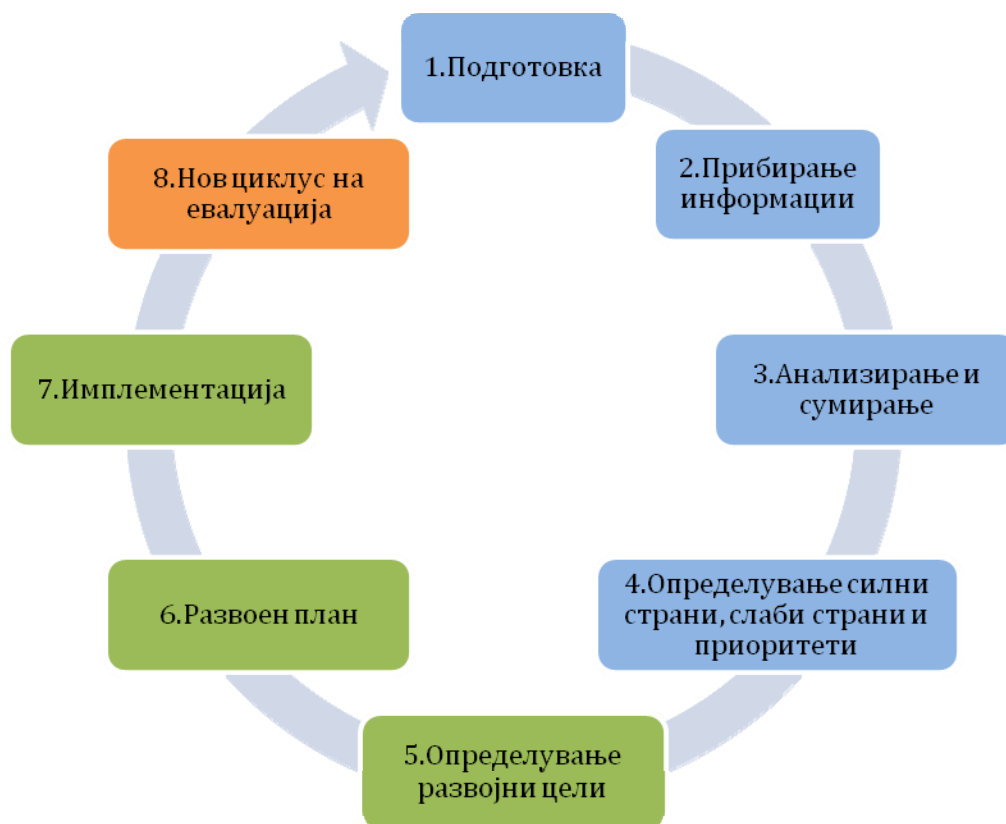 1.Подготовка
2.Прибирање
информации
3.Анализирање и
сумирање
4.Определување силни
страни, слаби страни и
приоритети
5.Определување
развојни цели
6.Развоен план
7.Имплементација
8.Нов циклус на
евалуација